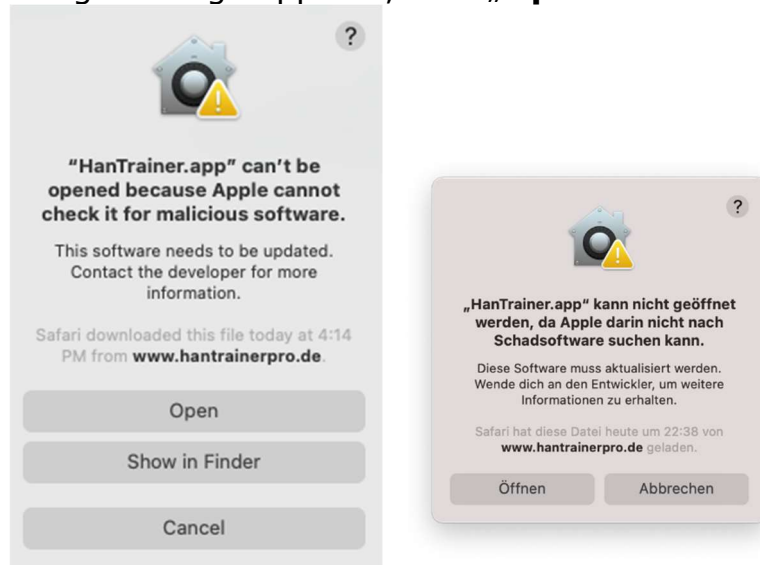 ?
“HanTrainer.app” can’t be
opened because Apple cannot
check it for malicious software.
This software needs to be updated.
Contact the developer for more
information.
Safari downloaded this file today at 4:14
PM from www.hantrainerpro.de.
Open
Show in Finder
Cancel
?
„HanTrainer.app“ kann nicht geöffnet
werden, da Apple darin nicht nach
Schadsoftware suchen kann.
Diese Software muss aktualisiert werden.
Wende dich an den Entwickler, um weitere
Informationen zu erhalten.
Safari hat diese Datei heute um 22:38 von
www.hantrainerpro.de geladen.
Öffnen
Abbrechen